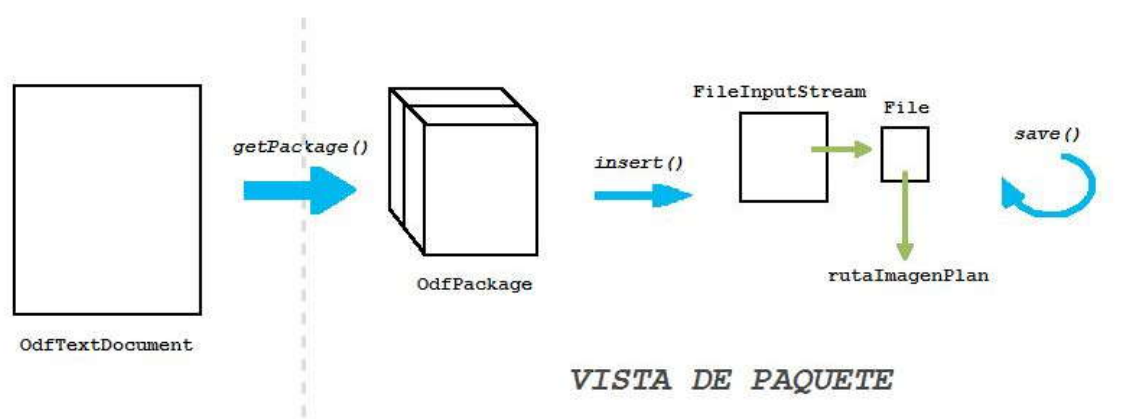 FileInputStream
File
save()
getPackage()
insert()
rutaImagenPlan
OdfPackage
OdfTextDocument
VISTA DE PAQUETE